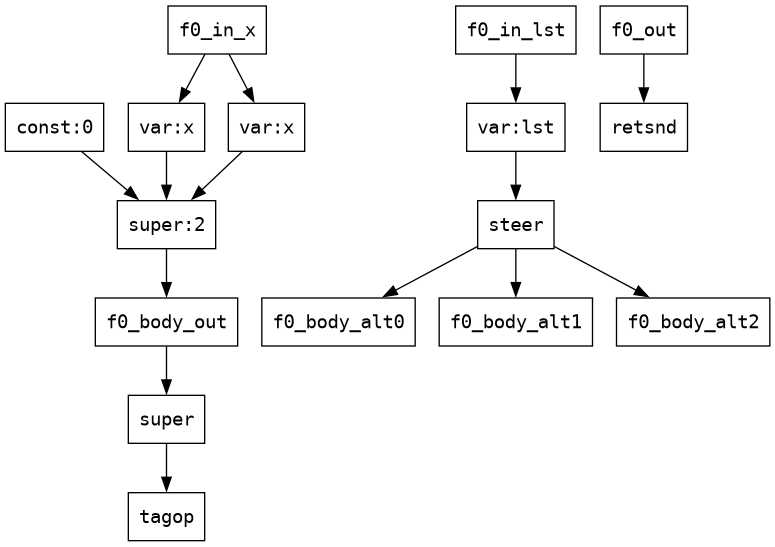 f0_in_x
f0_in_lst
f0_out
const:0
var:x
var:x
var:lst
retsnd
super:2
steer
f0_body_out
f0_body_alt0
f0_body_alt1
f0_body_alt2
super
tagop